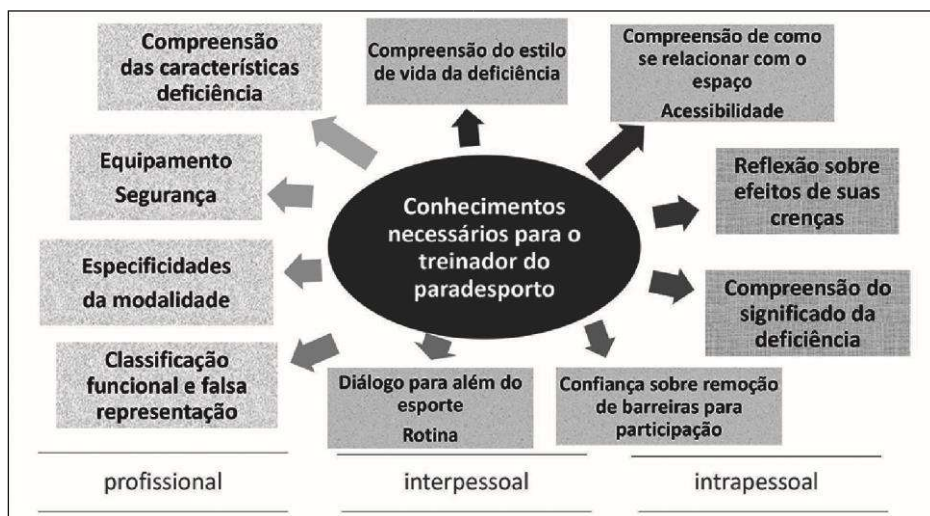 Compreensão
das características
deficiência
Compreensão do estilo
de vida da deficiência
Compreensão de como
se relacionar com o
espaço
Acessibilidade
Equipamento
Segurança
Conhecimentos
necessários para o
treinador do
paradesporto
Reflexão sobre
efeitos de suas
crenças
Especificidades
da modalidade
Compreensão do
significado da
deficiência
Classificação
funcional e falsa
representação
Diálogo para além do
esporte
Rotina
Confiança sobre remoção
de barreiras para
participação
profissional
interpessoal
intrapessoal